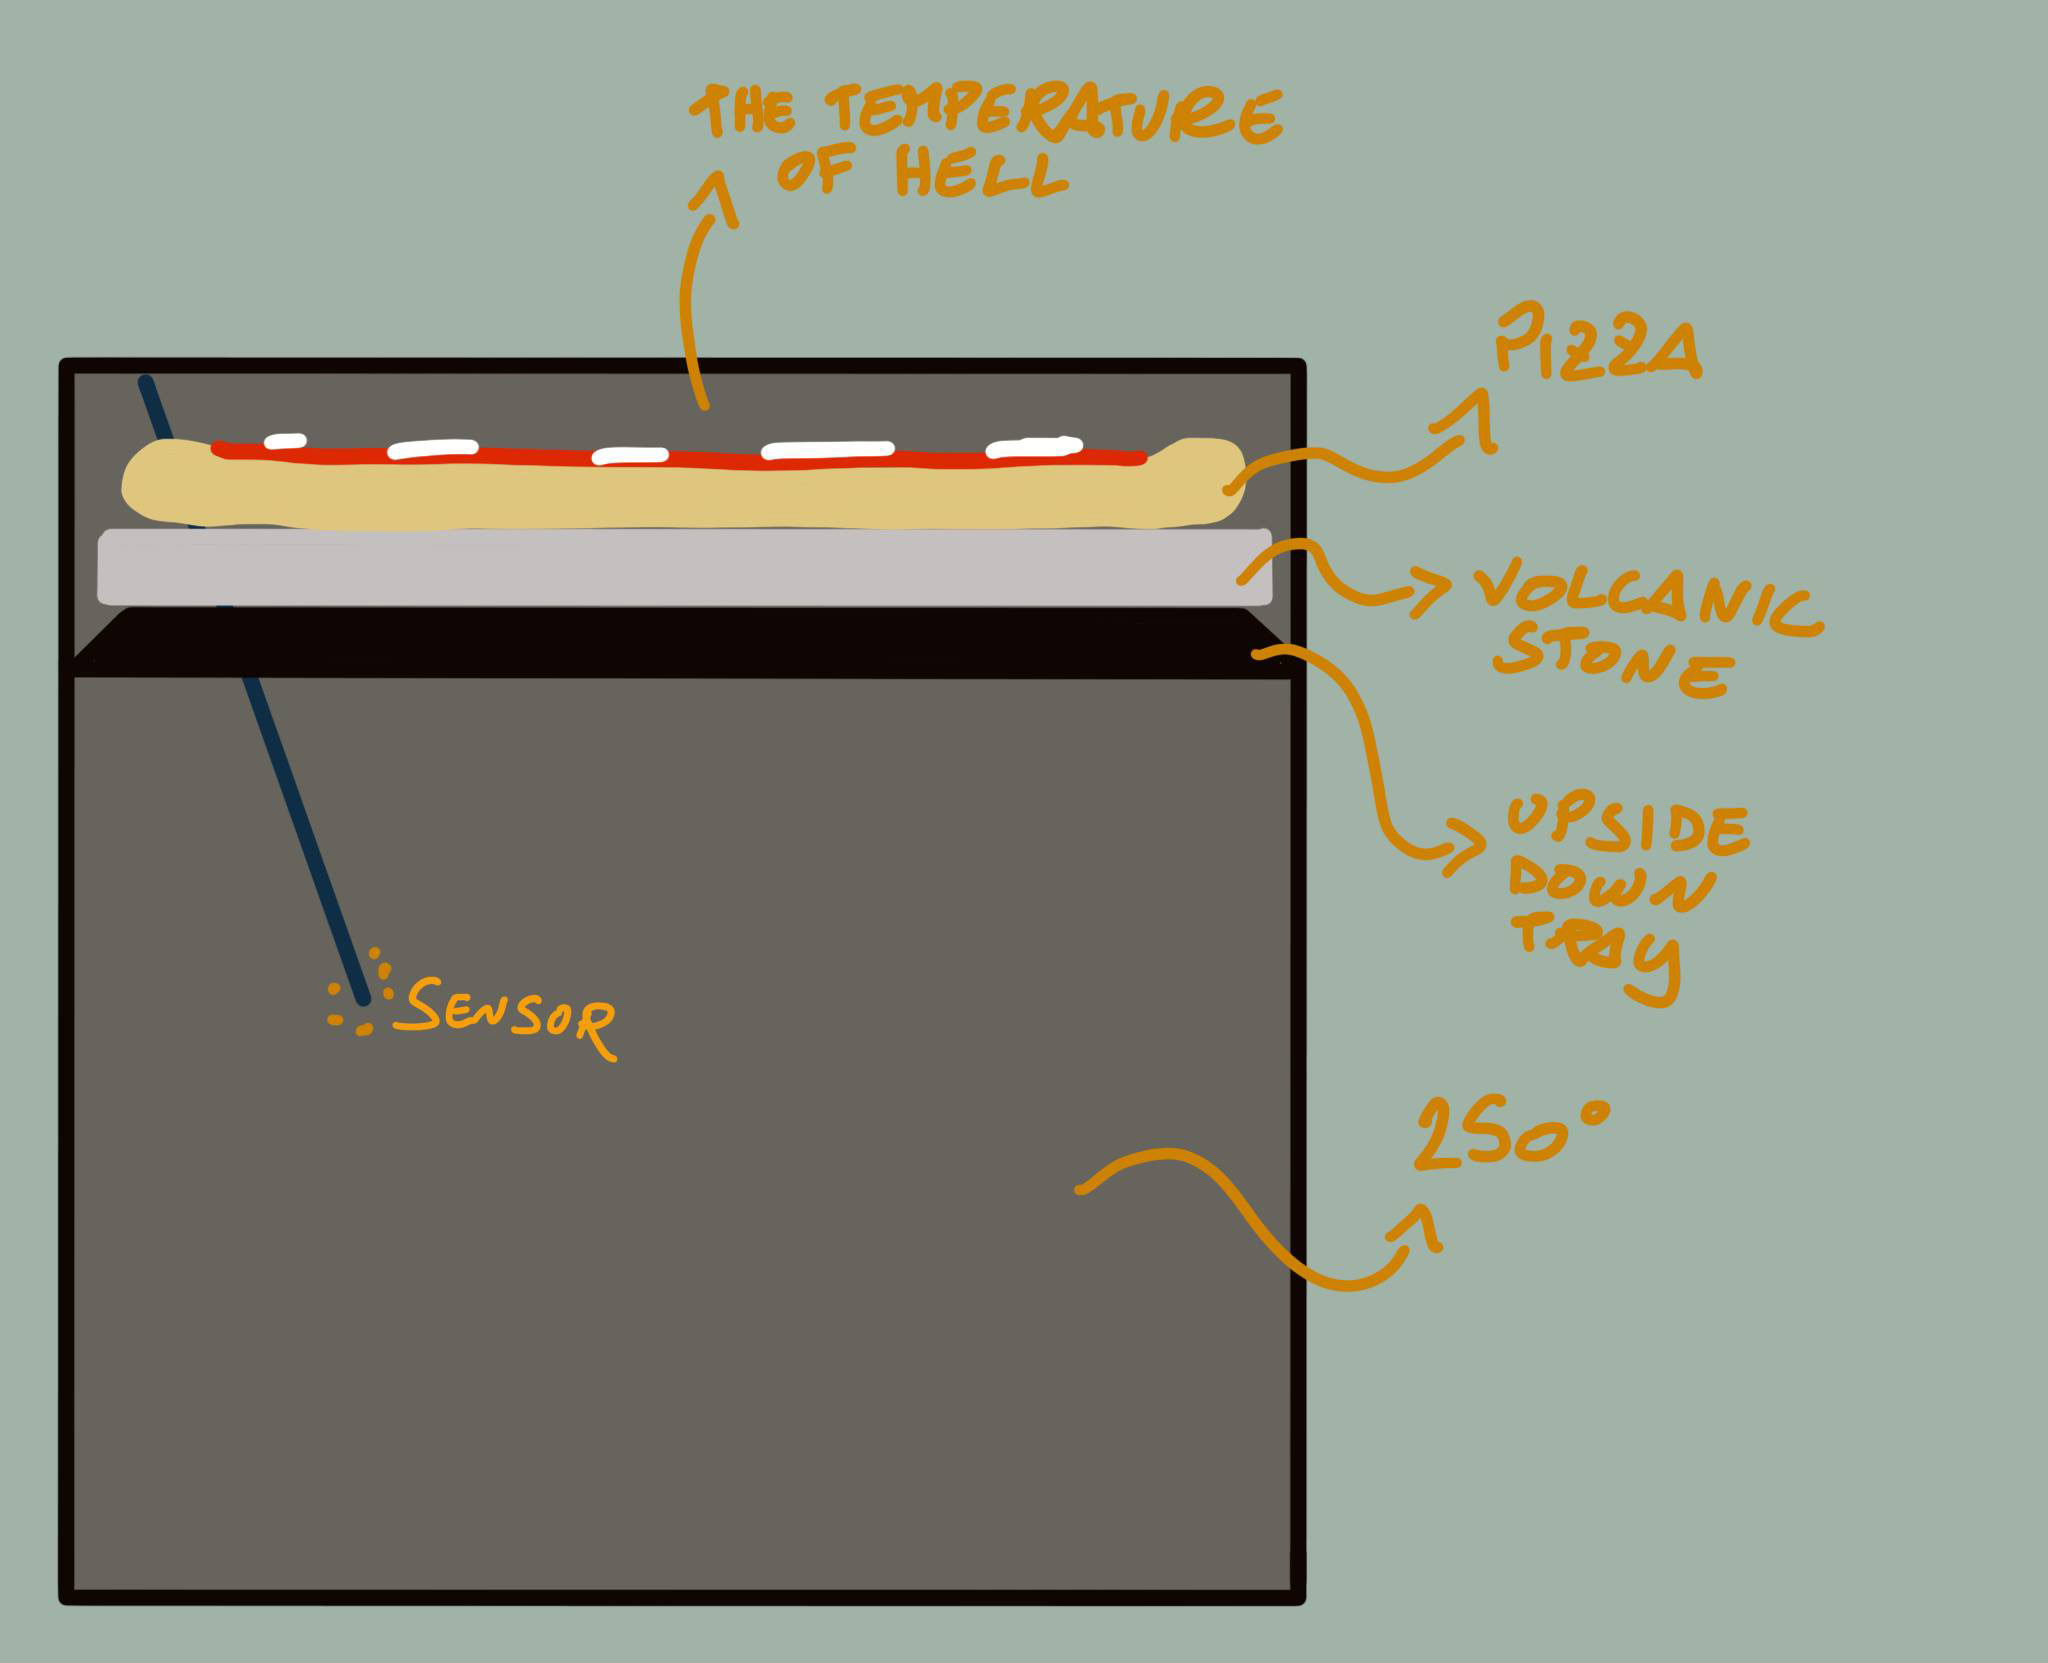 THE TEMPERATURE
OF HELL
PIZZA
VOLCANIC
STONE
UPSIDE
DOWN
TRAY
SENSOR
250°